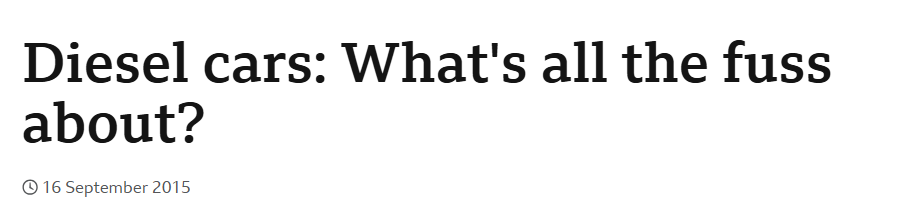 Diesel cars: What's all the fuss
about?
16 September 2015